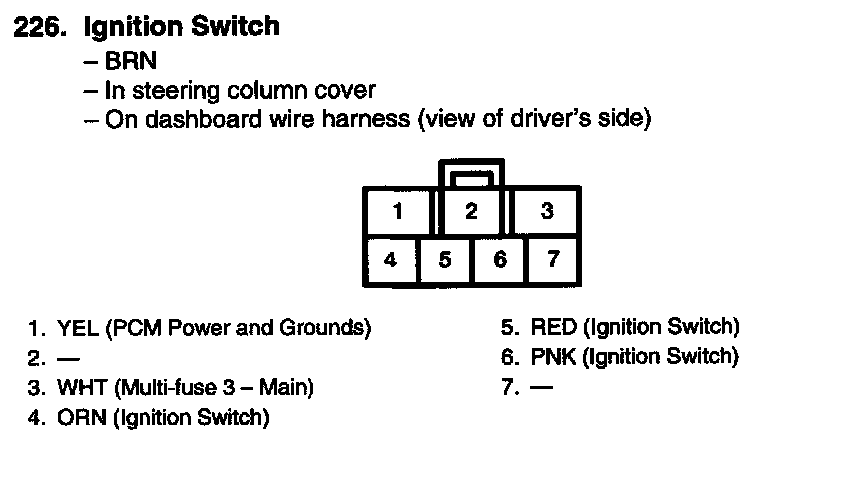 226. Ignition Switch
– BRN
– In steering column cover
– On dashboard wire harness (view of driver's side)
1 2 3
4 5 6 7
1. YEL (PCM Power and Grounds)
2. —
3. WHT (Multi-fuse 3 – Main)
4. ORN (Ignition Switch)
5. RED (Ignition Switch)
6. PNK (Ignition Switch)
7. —